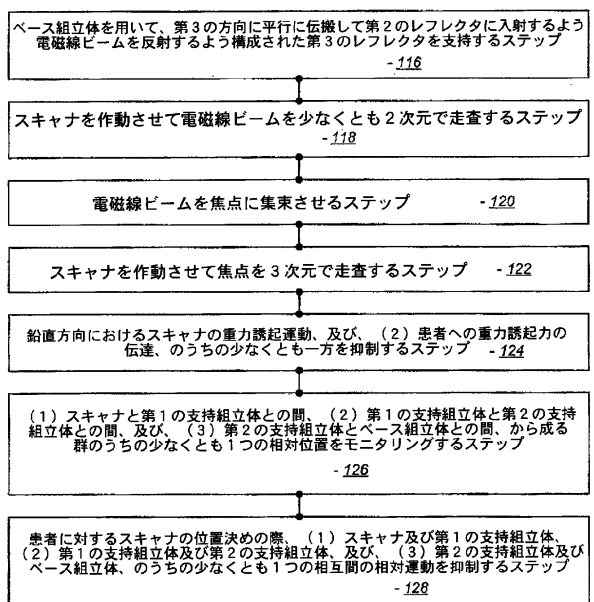 ベース組立体を用いて、第3の方向に平行に伝搬して第2のレフレクタに入射するよう
電磁線ビームを反射するよう構成された第3のレフレクタを支持するステップ
- 116
スキャナを作動させて電磁線ビームを少なくとも2次元で走査するステップ
- 118
電磁線ビームを焦点に集束させるステップ - 120
スキャナを作動させて焦点を3次元で走査するステップ - 122
鉛直方向におけるスキャナの重力誘起運動、及び、(2)患者への重力誘起力の
伝達、のうちの少なくとも一方を抑制するステップ - 124
(1)スキャナと第1の支持組立体との間、(2)第1の支持組立体と第2の支持
組立体との間、及び、(3)第2の支持組立体とベース組立体との間、から成る
群のうちの少なくとも1つの相対位置をモニタリングするステップ
- 126
患者に対するスキャナの位置決めの際、(1)スキャナ及び第1の支持組立体、
(2)第1の支持組立体及び第2の支持組立体、及び、(3)第2の支持組立体及び
ベース組立体、のうちの少なくとも1つの相互間の相対運動を抑制するステップ
- 128